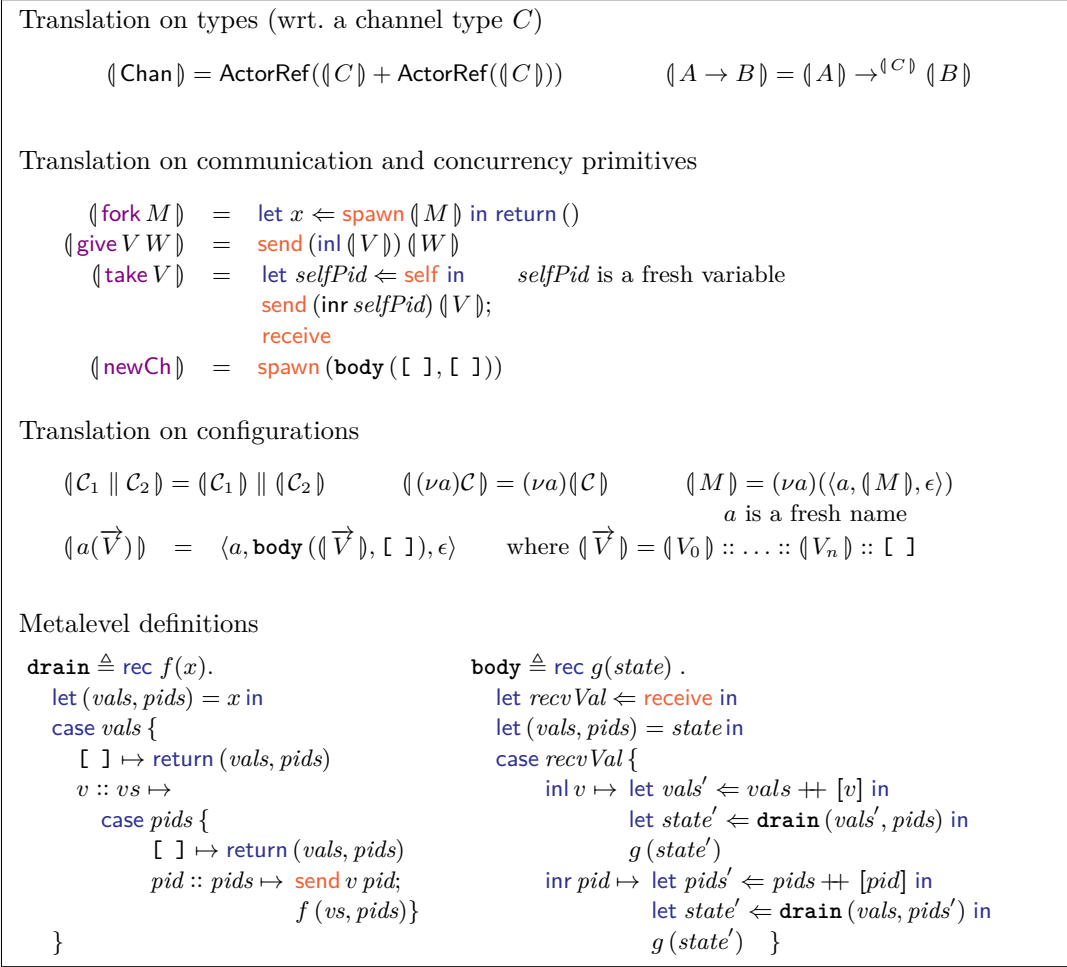 Translation on types (wrt. a channel type C)
⦇ Chan ⦈ = ActorRef(⦇ C ⦈ + ActorRef(⦇ C ⦈)) ⦇ A → B ⦈ = ⦇ A ⦈ →^⦇ C ⦈ ⦇ B ⦈
Translation on communication and concurrency primitives
⦇ fork M ⦈ = let x ⇐ spawn ⦇ M ⦈ in return ()
⦇ give V W ⦈ = send (inl ⦇ V ⦈) ⦇ W ⦈
⦇ take V ⦈ = let selfPid ⇐ self in selfPid is a fresh variable
send (inr selfPid) ⦇ V ⦈;
receive
⦇ newCh ⦈ = spawn (body ([ ], [ ]))
Translation on configurations
⦇ C₁ ∥ C₂ ⦈ = ⦇ C₁ ⦈ ∥ ⦇ C₂ ⦈ ⦇ (νa)C ⦈ = (νa)⦇ C ⦈ ⦇ M ⦈ = (νa)(⟨a, ⦇ M ⦈, ϵ⟩)
a is a fresh name
⦇ a(V⃗) ⦈ = ⟨a, body (⦇ V⃗ ⦈, [ ]), ϵ⟩ where ⦇ V⃗ ⦈ = ⦇ V₀ ⦈ :: … :: ⦇ Vₙ ⦈ :: [ ]
Metalevel definitions
drain ≜ rec f(x).
let (vals, pids) = x in
case vals {
[ ] ↦ return (vals, pids)
v :: vs ↦
case pids {
[ ] ↦ return (vals, pids)
pid :: pids ↦ send v pid;
f (vs, pids)}
}
body ≜ rec g(state) .
let recvVal ⇐ receive in
let (vals, pids) = state in
case recvVal {
inl v ↦ let vals′ ⇐ vals ++ [v] in
let state′ ⇐ drain (vals′, pids) in
g (state′)
inr pid ↦ let pids′ ⇐ pids ++ [pid] in
let state′ ⇐ drain (vals, pids′) in
g (state′) }